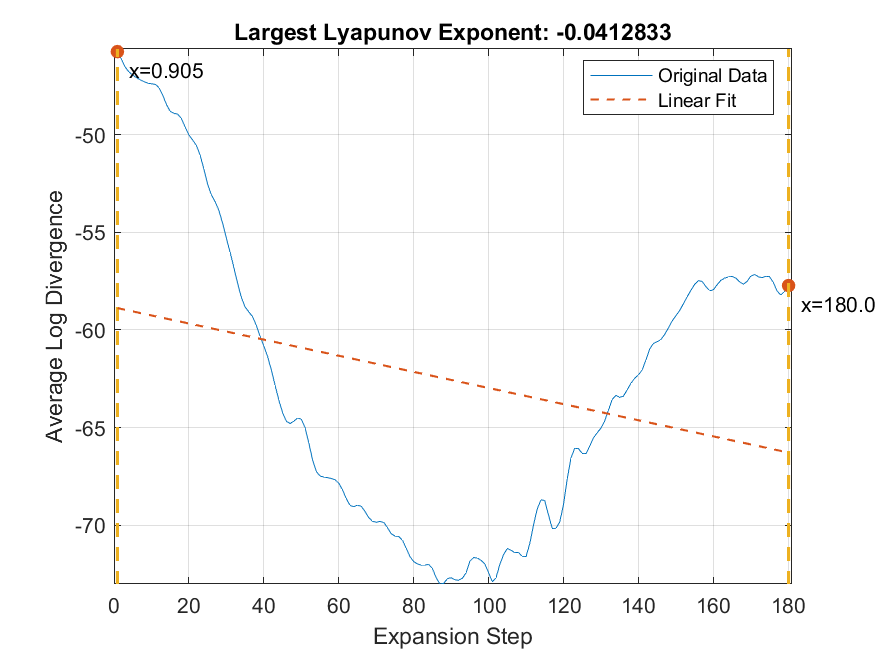 Largest Lyapunov Exponent: -0.0412833
x=0.905
Original Data
Linear Fit
-50
-55
-60
-65
-70
Average Log Divergence
x=180.0
0 20 40 60 80 100 120 140 160 180
Expansion Step